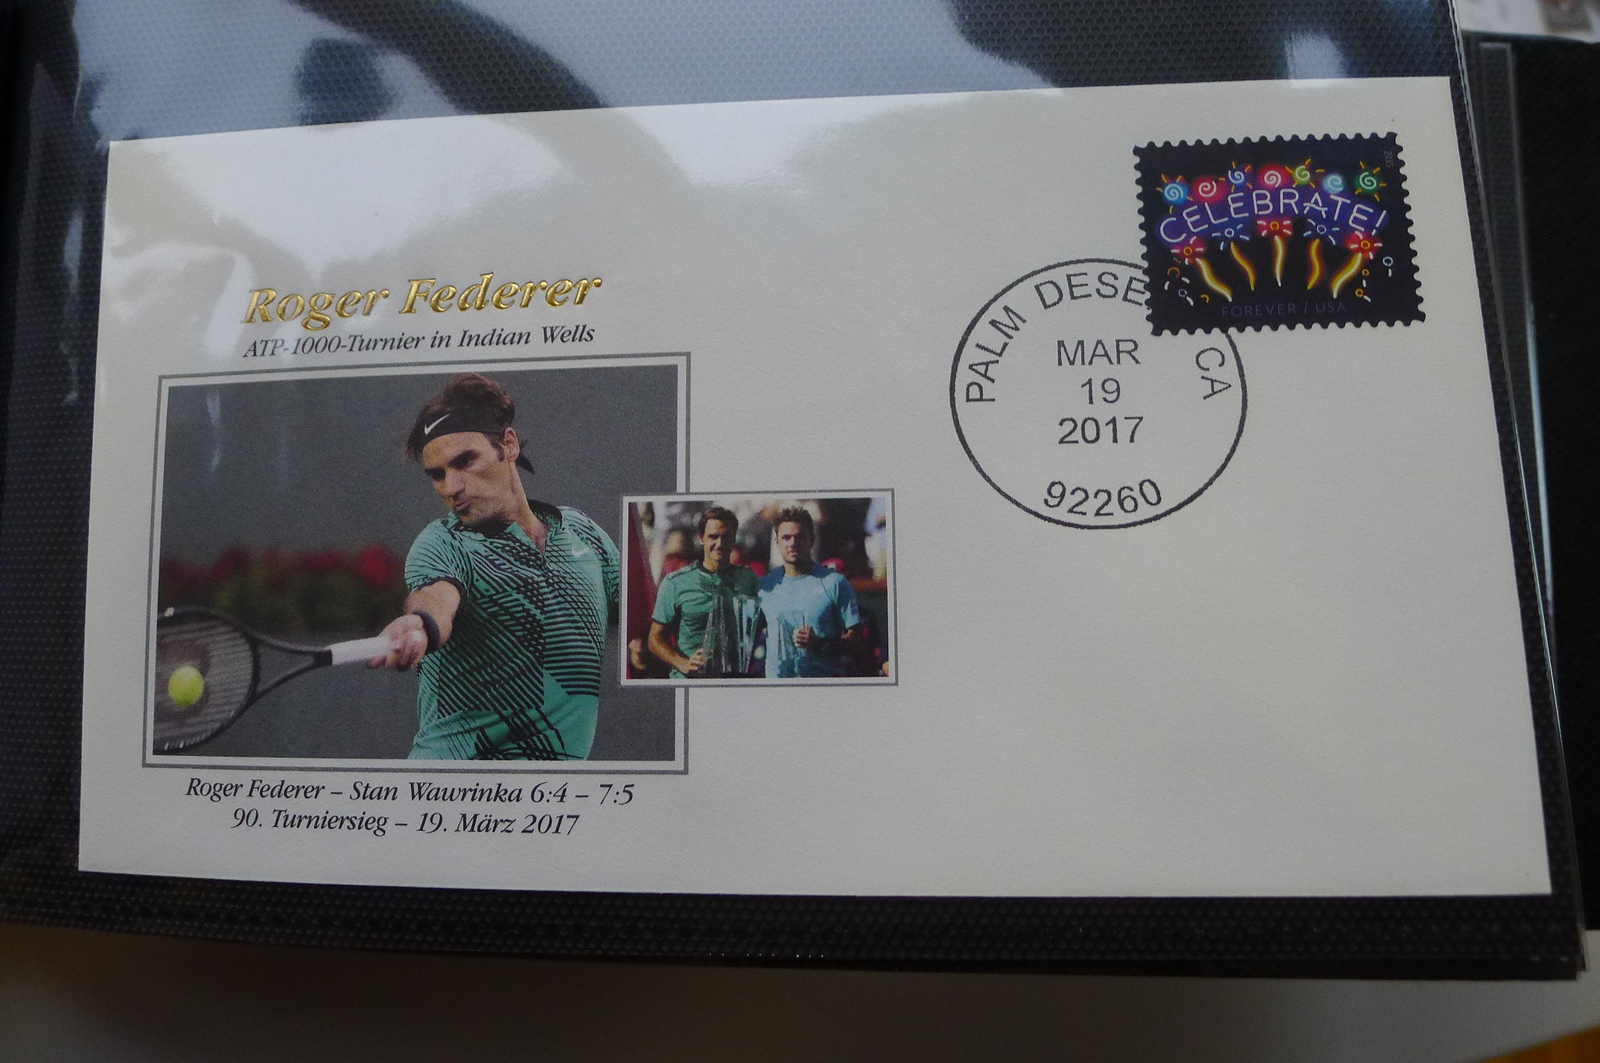 Roger Federer
ATP-1000-Turnier in Indian Wells
Roger Federer – Stan Wawrinka 6:4 – 7:5
90. Turniersieg – 19. März 2017
CELEBRATE!
FOREVER / USA
PALM DESE CA
MAR
19
2017
92260